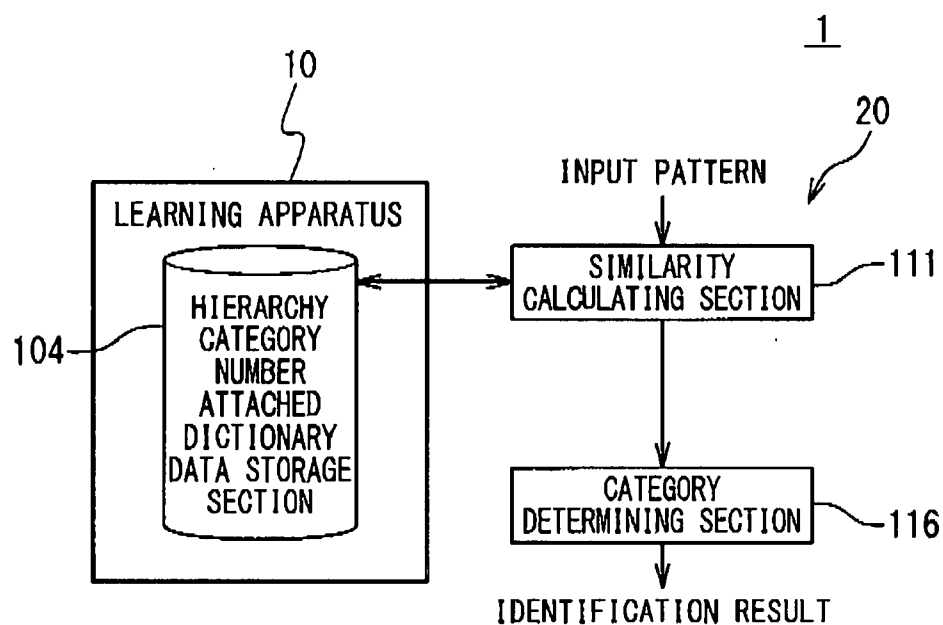 1
10
20
INPUT PATTERN
LEARNING APPARATUS
SIMILARITY
CALCULATING SECTION
111
HIERARCHY
CATEGORY
NUMBER
ATTACHED
DICTIONARY
DATA STORAGE
SECTION
104
CATEGORY
DETERMINING SECTION
116
IDENTIFICATION RESULT